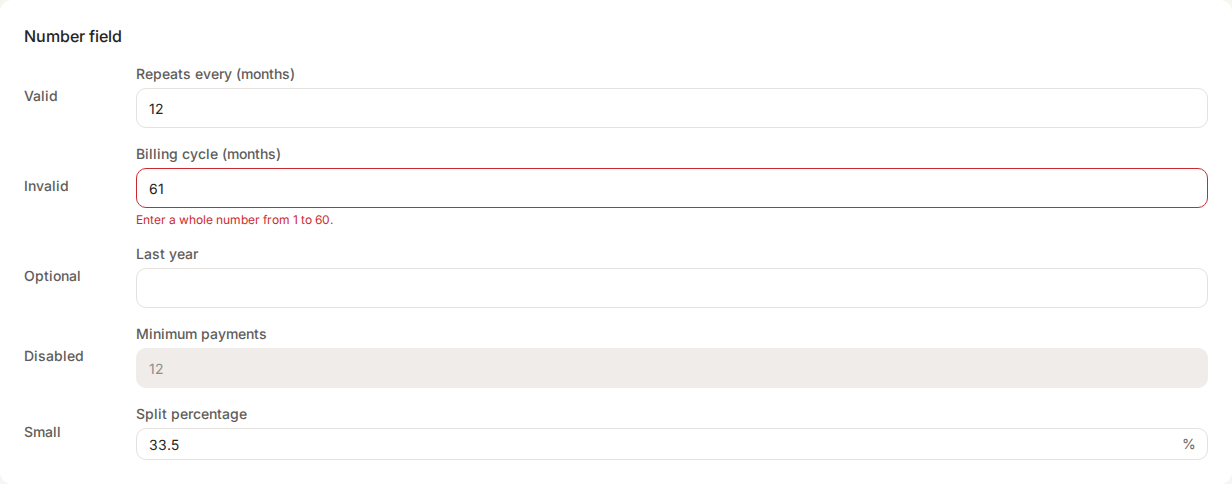 Number field
Repeats every (months)
Valid
12
Billing cycle (months)
Invalid
61
Enter a whole number from 1 to 60.
Last year
Optional
Minimum payments
Disabled
12
Split percentage
Small
33.5 %